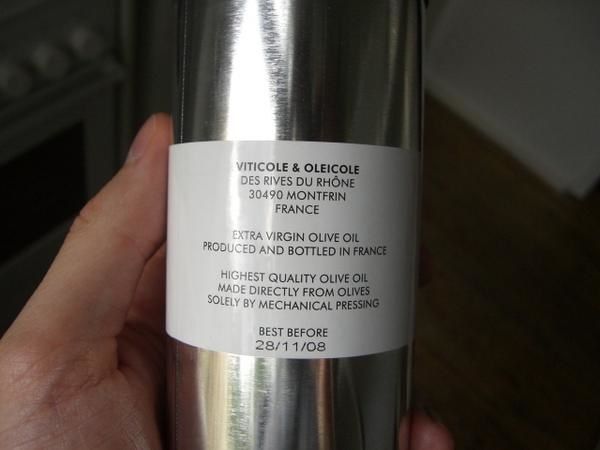 VITICOLE & OLEICOLE
DES RIVES DU RHÔNE
30490 MONTFRIN
FRANCE
EXTRA VIRGIN OLIVE OIL
PRODUCED AND BOTTLED IN FRANCE
HIGHEST QUALITY OLIVE OIL
MADE DIRECTLY FROM OLIVES
SOLELY BY MECHANICAL PRESSING
BEST BEFORE
28/11/08